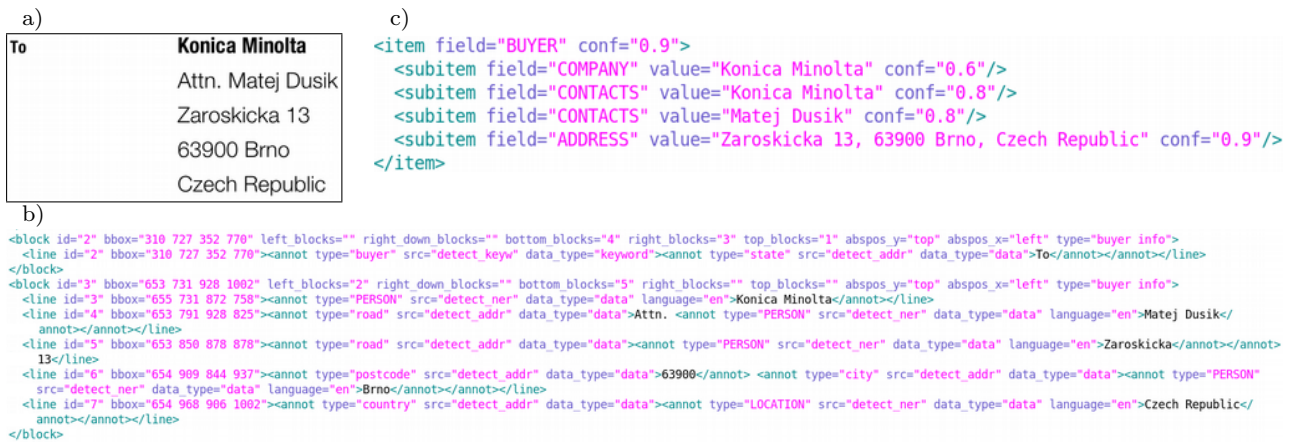 a)
To Konica Minolta
Attn. Matej Dusik
Zaroskicka 13
63900 Brno
Czech Republic
c)
<item field="BUYER" conf="0.9">
<subitem field="COMPANY" value="Konica Minolta" conf="0.6"/>
<subitem field="CONTACTS" value="Konica Minolta" conf="0.8"/>
<subitem field="CONTACTS" value="Matej Dusik" conf="0.8"/>
<subitem field="ADDRESS" value="Zaroskicka 13, 63900 Brno, Czech Republic" conf="0.9"/>
</item>
b)
<block id="2" bbox="310 727 352 770" left_blocks="" right_down_blocks="" bottom_blocks="4" right_blocks="3" top_blocks="1" abspos_y="top" abspos_x="left" type="buyer info">
<line id="2" bbox="310 727 352 770"><annot type="buyer" src="detect_keyw" data_type="keyword"><annot type="state" src="detect_addr" data_type="data">To</annot></annot></line>
</block>
<block id="3" bbox="653 731 928 1002" left_blocks="2" right_down_blocks="" bottom_blocks="5" right_blocks="" top_blocks="" abspos_y="top" abspos_x="left" type="buyer info">
<line id="3" bbox="655 731 872 758"><annot type="PERSON" src="detect_ner" data_type="data" language="en">Konica Minolta</annot></line>
<line id="4" bbox="653 791 928 825"><annot type="road" src="detect_addr" data_type="data">Attn. <annot type="PERSON" src="detect_ner" data_type="data" language="en">Matej Dusik</
annot></annot></line>
<line id="5" bbox="653 850 878 878"><annot type="road" src="detect_addr" data_type="data"><annot type="PERSON" src="detect_ner" data_type="data" language="en">Zaroskicka</annot></annot>
13</line>
<line id="6" bbox="654 909 844 937"><annot type="postcode" src="detect_addr" data_type="data">63900</annot> <annot type="city" src="detect_addr" data_type="data"><annot type="PERSON"
src="detect_ner" data_type="data" language="en">Brno</annot></annot></line>
<line id="7" bbox="654 968 906 1002"><annot type="country" src="detect_addr" data_type="data"><annot type="LOCATION" src="detect_ner" data_type="data" language="en">Czech Republic</
annot></annot></line>
</block>